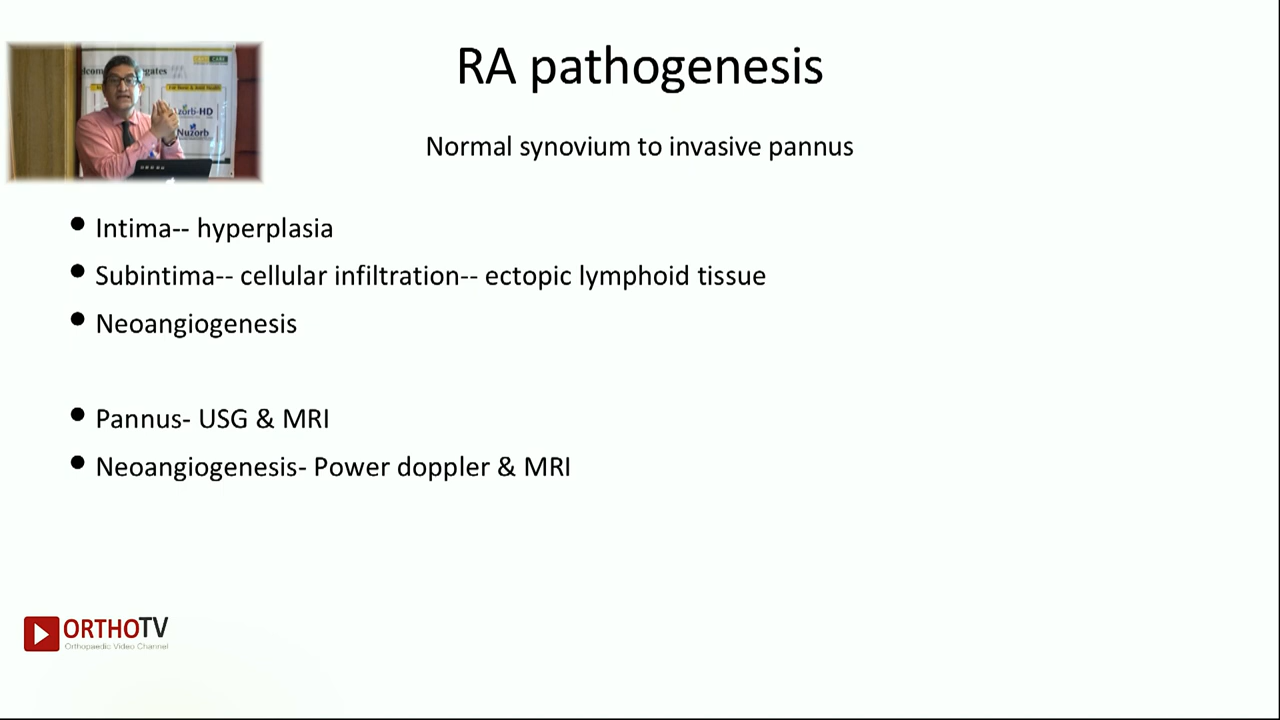 RA pathogenesis
Normal synovium to invasive pannus
Intima-- hyperplasia
Subintima-- cellular infiltration-- ectopic lymphoid tissue
Neoangiogenesis
Pannus- USG & MRI
Neoangiogenesis- Power doppler & MRI
Nuzorb
ORTHOTV
Orthopaedic Video Channel